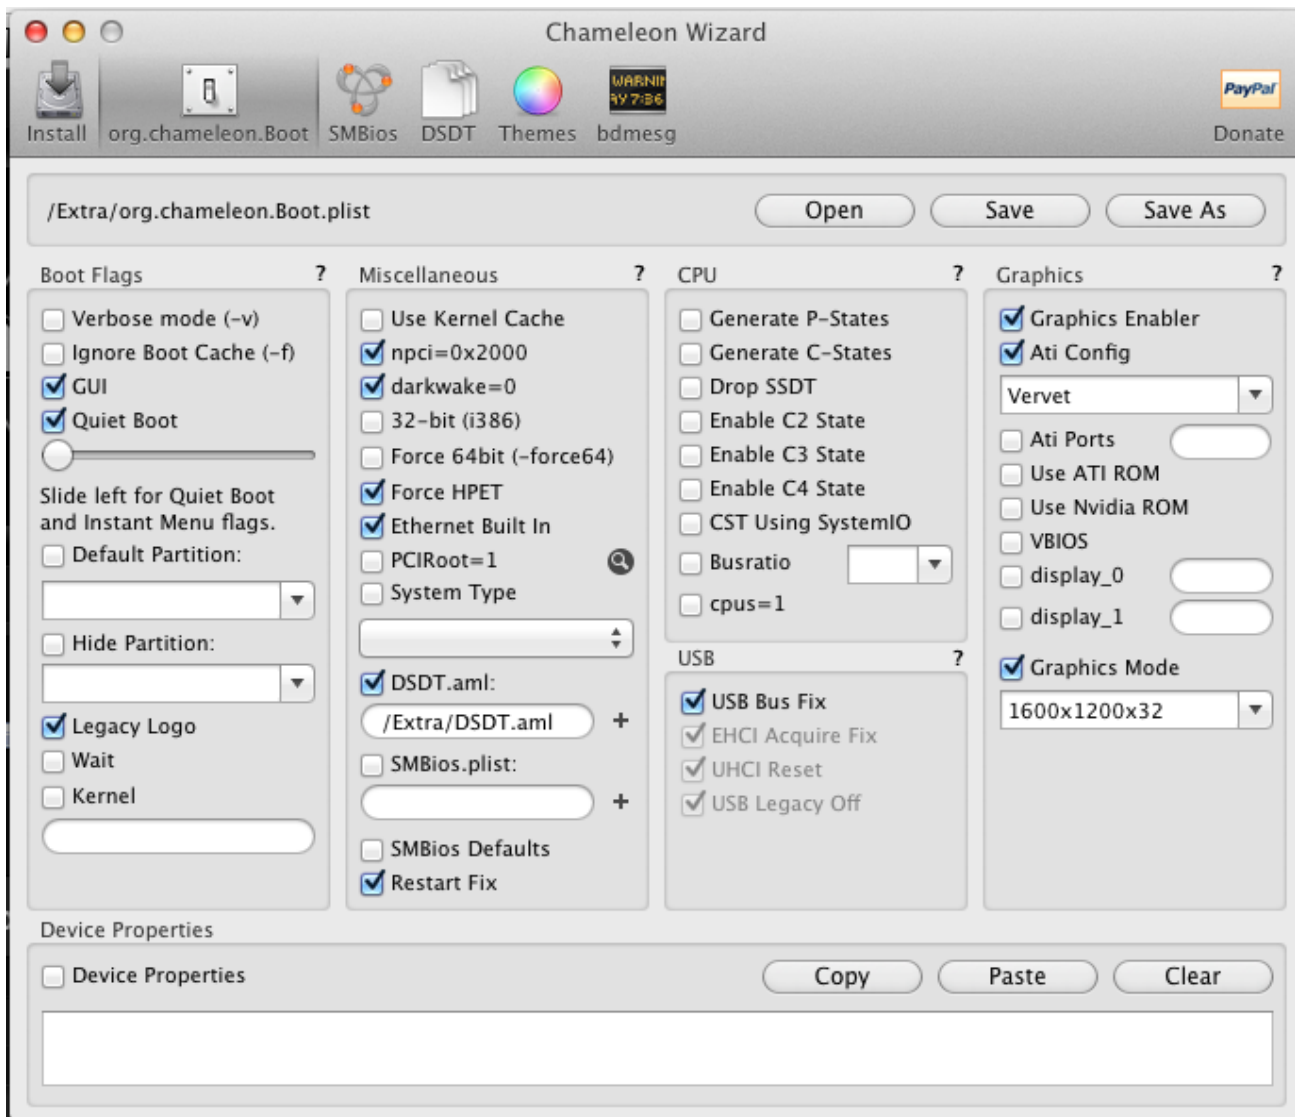 Chameleon Wizard
WARNIN
AY 7:36
PayPal
Install org.chameleon.Boot SMBios DSDT Themes bdmesg Donate
/Extra/org.chameleon.Boot.plist Open Save Save As
Boot Flags ?
Verbose mode (-v)
Ignore Boot Cache (-f)
GUI
Quiet Boot
Slide left for Quiet Boot
and Instant Menu flags.
Default Partition:
Hide Partition:
Legacy Logo
Wait
Kernel
Miscellaneous ?
Use Kernel Cache
npci=0x2000
darkwake=0
32-bit (i386)
Force 64bit (-force64)
Force HPET
Ethernet Built In
PCIRoot=1
System Type
DSDT.aml:
/Extra/DSDT.aml +
SMBios.plist:
+
SMBios Defaults
Restart Fix
CPU ?
Generate P-States
Generate C-States
Drop SSDT
Enable C2 State
Enable C3 State
Enable C4 State
CST Using SystemIO
Busratio
cpus=1
USB ?
USB Bus Fix
EHCI Acquire Fix
UHCI Reset
USB Legacy Off
Graphics ?
Graphics Enabler
Ati Config
Vervet
Ati Ports
Use ATI ROM
Use Nvidia ROM
VBIOS
display_0
display_1
Graphics Mode
1600x1200x32
Device Properties
Device Properties Copy Paste Clear